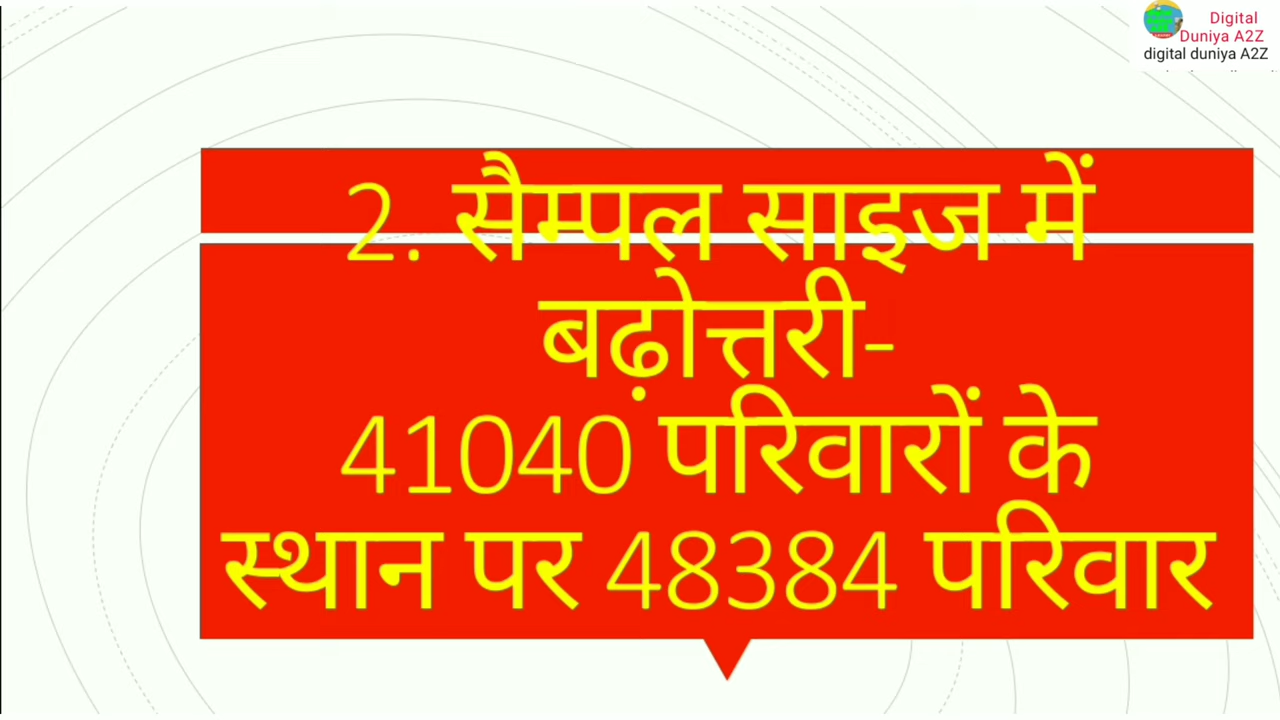 Digital
Duniya A2Z
digital duniya A2Z
2. सैम्पल साइज में
बढ़ोत्तरी-
41040 परिवारों के
स्थान पर 48384 परिवार